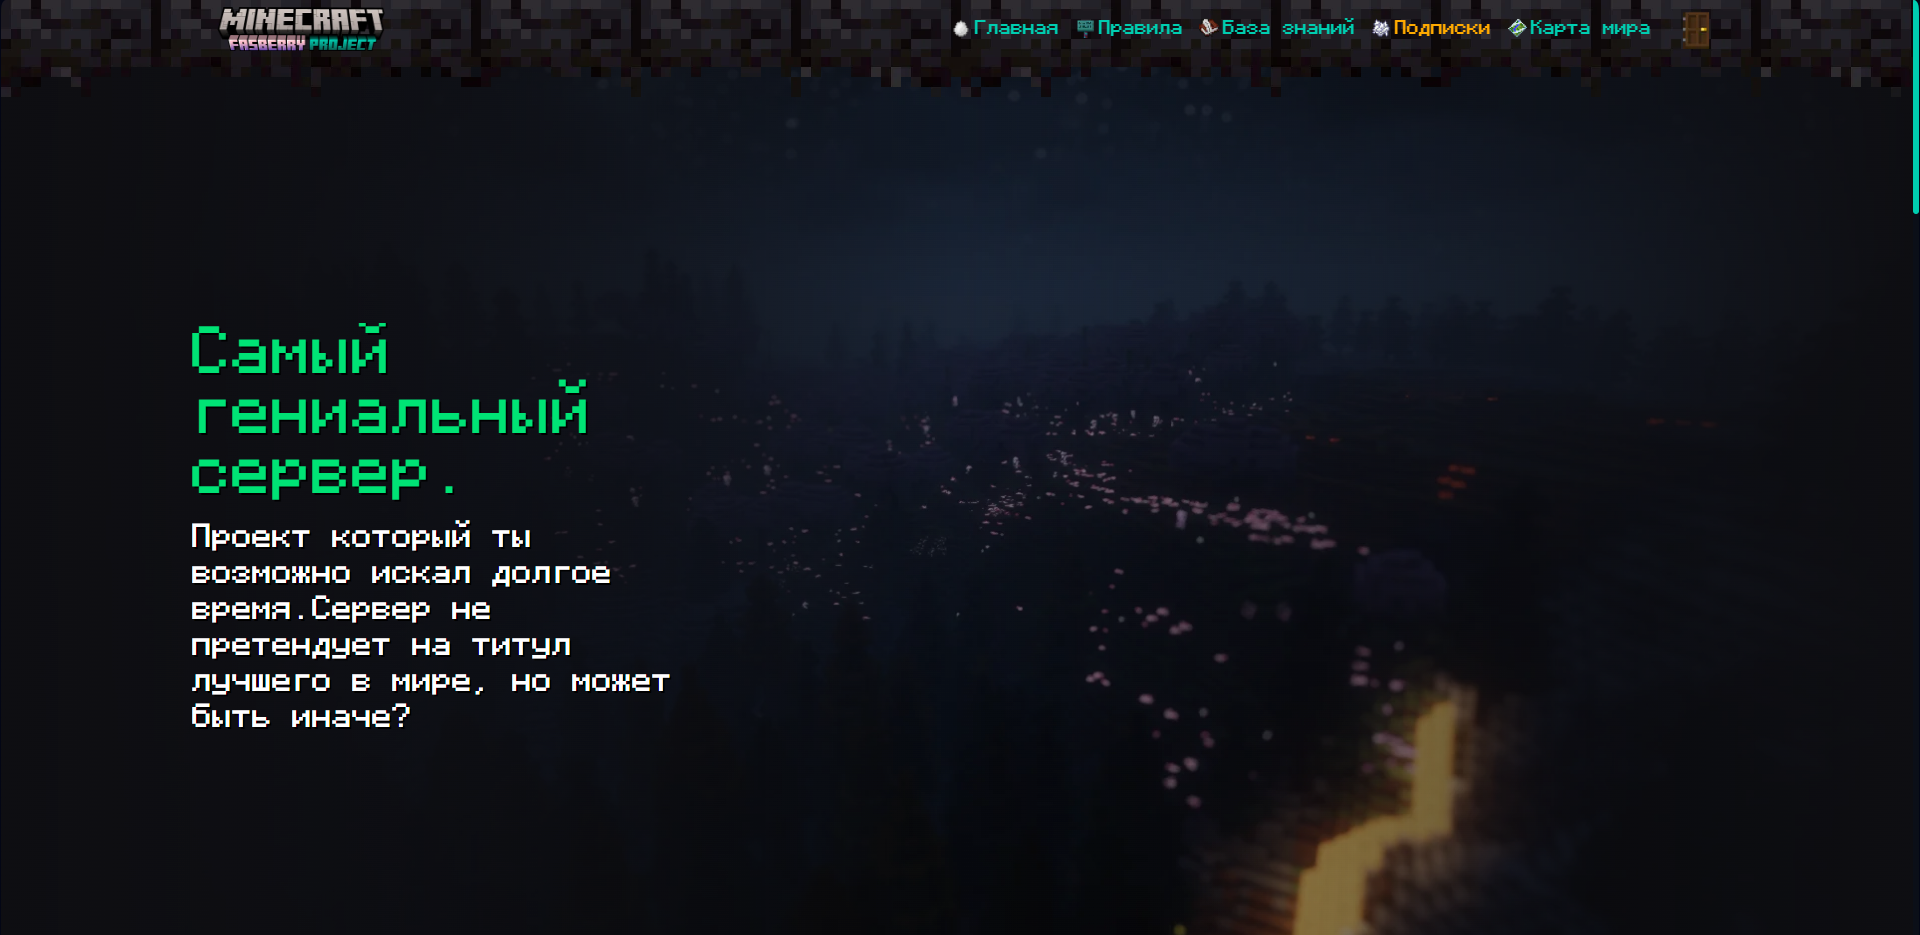 MINECRAFT
FASBERRY PROJECT
Главная Правила База знаний Подписки Карта мира
Самый
гениальный
сервер.
Проект который ты
возможно искал долгое
время.Сервер не
претендует на титул
лучшего в мире, но может
быть иначе?